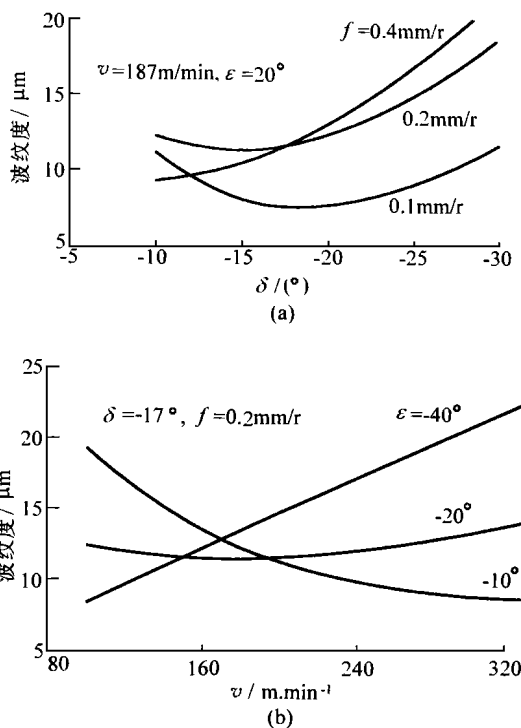 20
f=0.4mm/r
v=187m/min, ε=20°
15
0.2mm/r
波纹度/μm
10
0.1mm/r
5
-5 -10 -15 -20 -25 -30
δ/(°)
(a)
25
δ=-17°, f=0.2mm/r
ε=-40°
20
波纹度/μm
15
-20°
10
-10°
5
80 160 240 320
v/m.min⁻¹
(b)